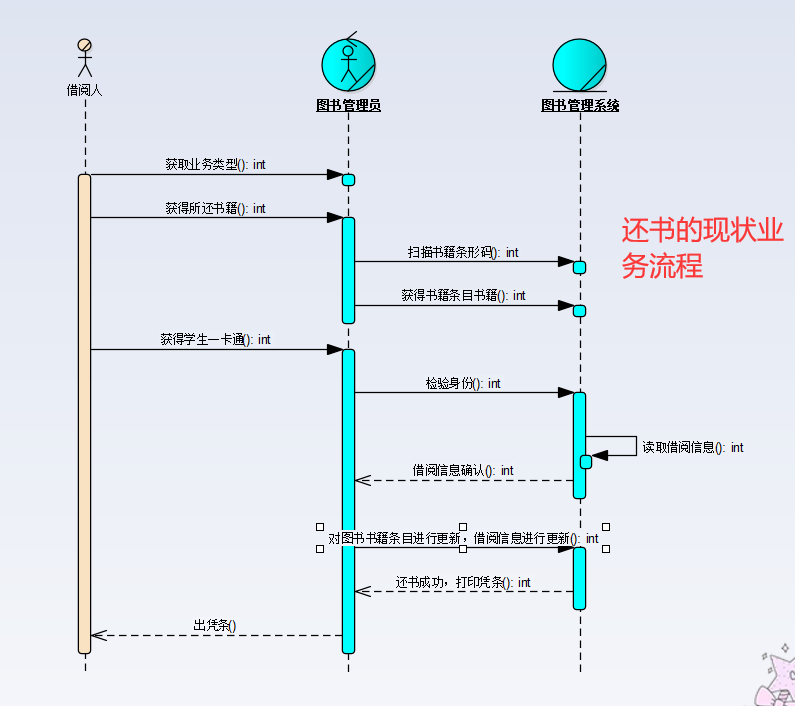 借阅人
图书管理员
图书管理系统
获取业务类型(): int
获得所还书籍(): int
扫描书籍条形码(): int
还书的现状业
务流程
获得书籍条目书籍(): int
获得学生一卡通(): int
检验身份(): int
读取借阅信息(): int
借阅信息确认(): int
对图书书籍条目进行更新，借阅信息进行更新(): int
还书成功，打印凭条(): int
出凭条()